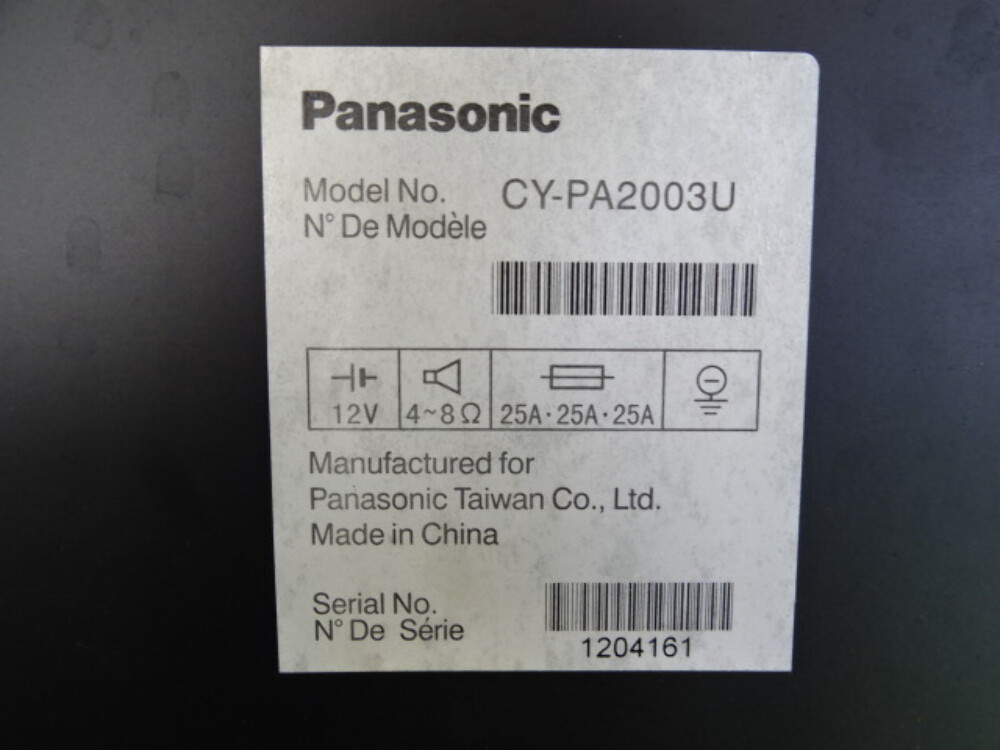 Panasonic
Model No. CY-PA2003U
N° De Modèle
12V 4~8Ω 25A·25A·25A
Manufactured for
Panasonic Taiwan Co., Ltd.
Made in China
Serial No.
N° De Série
1204161